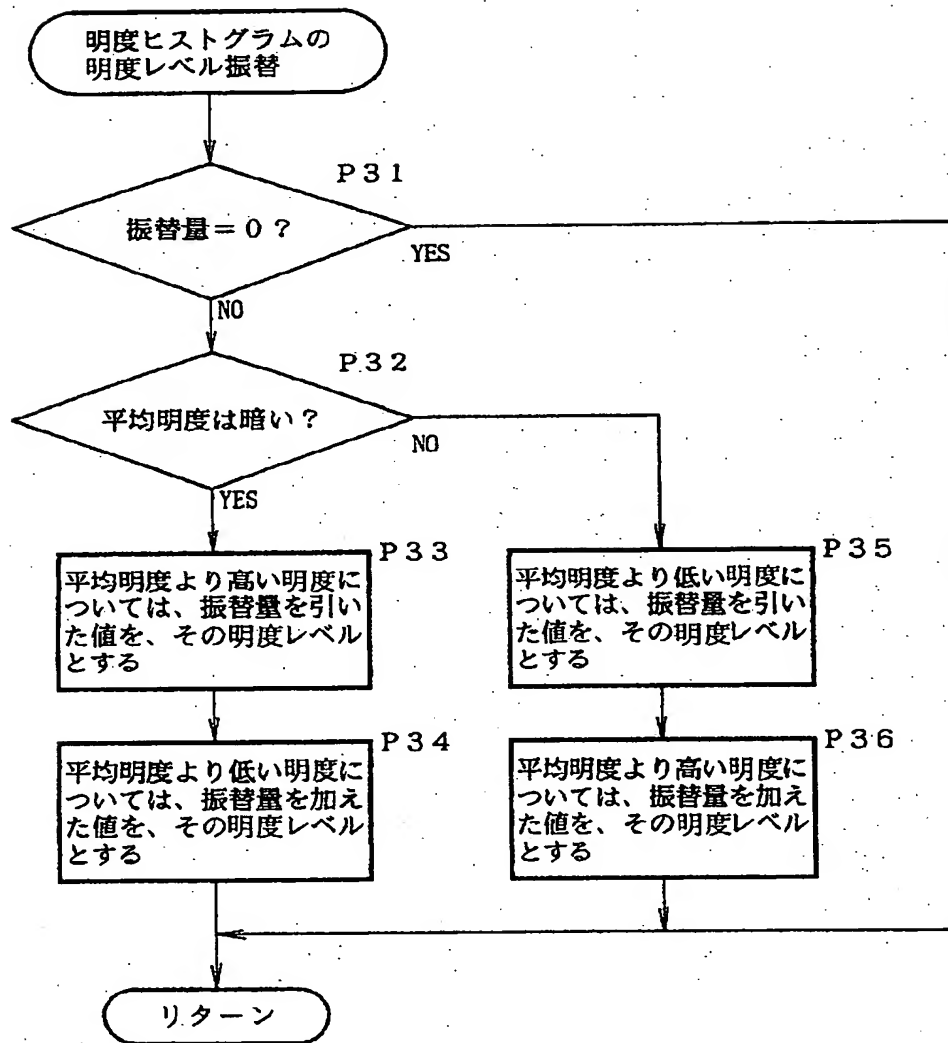 明度ヒストグラムの
明度レベル振替
P31
振替量=0?
YES
NO
P32
平均明度は暗い?
NO
YES
P33
平均明度より高い明度に
ついては、振替量を引い
た値を、その明度レベル
とする
P35
平均明度より低い明度に
ついては、振替量を引い
た値を、その明度レベル
とする
P34
平均明度より低い明度に
ついては、振替量を加え
た値を、その明度レベル
とする
P36
平均明度より高い明度に
ついては、振替量を加え
た値を、その明度レベル
とする
リターン